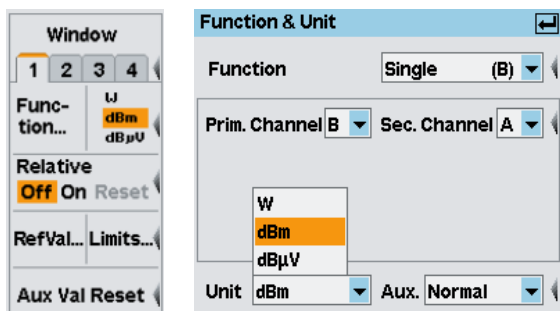 Window
1 2 3 4
Func-
tion...
W
dBm
dBµV
Relative
Off On Reset
RefVal... Limits...
Aux Val Reset
Function & Unit
Function Single (B)
Prim. Channel B Sec. Channel A
W
dBm
dBµV
Unit dBm Aux. Normal